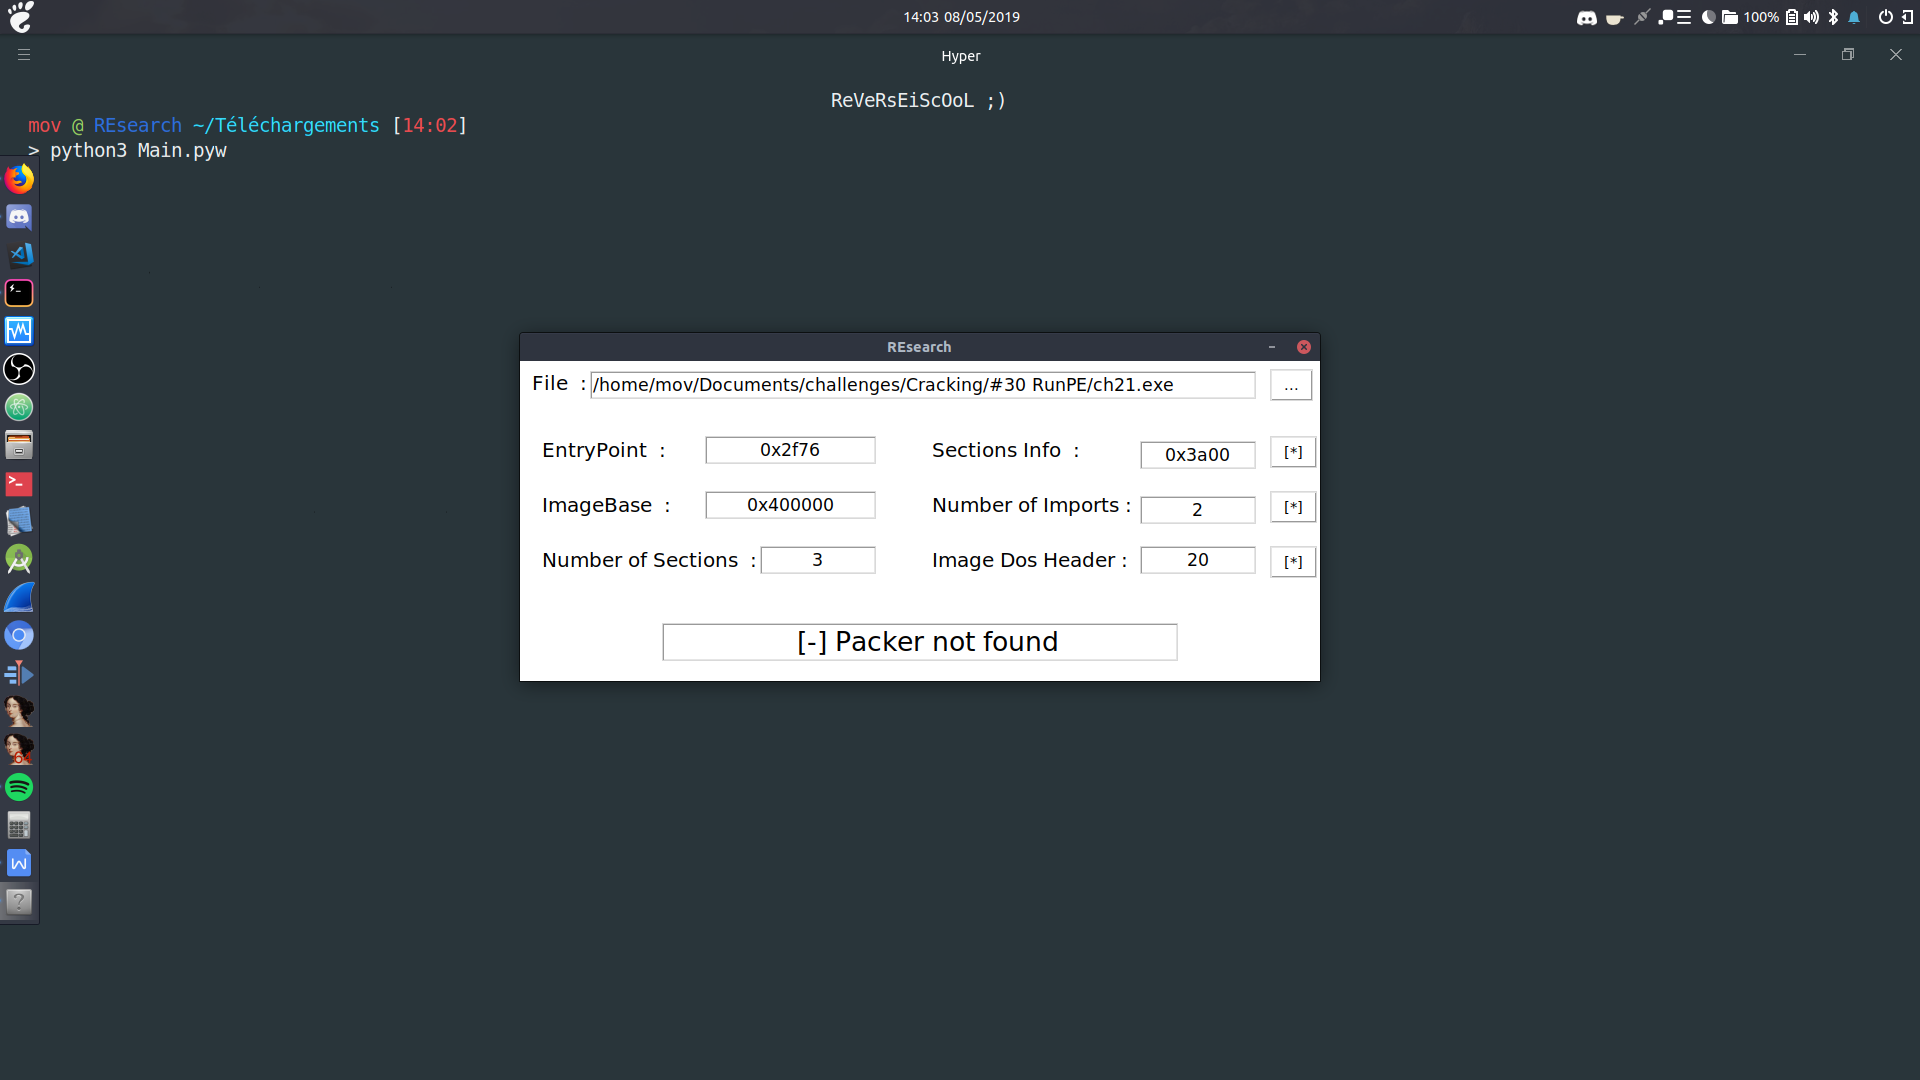 14:03 08/05/2019
100%
Hyper
ReVeRsEiScOoL ;)
mov @ REsearch ~/Téléchargements [14:02]
> python3 Main.pyw
REsearch
File : /home/mov/Documents/challenges/Cracking/#30 RunPE/ch21.exe ...
EntryPoint : 0x2f76 Sections Info : 0x3a00 [*]
ImageBase : 0x400000 Number of Imports : 2 [*]
Number of Sections : 3 Image Dos Header : 20 [*]
[-] Packer not found